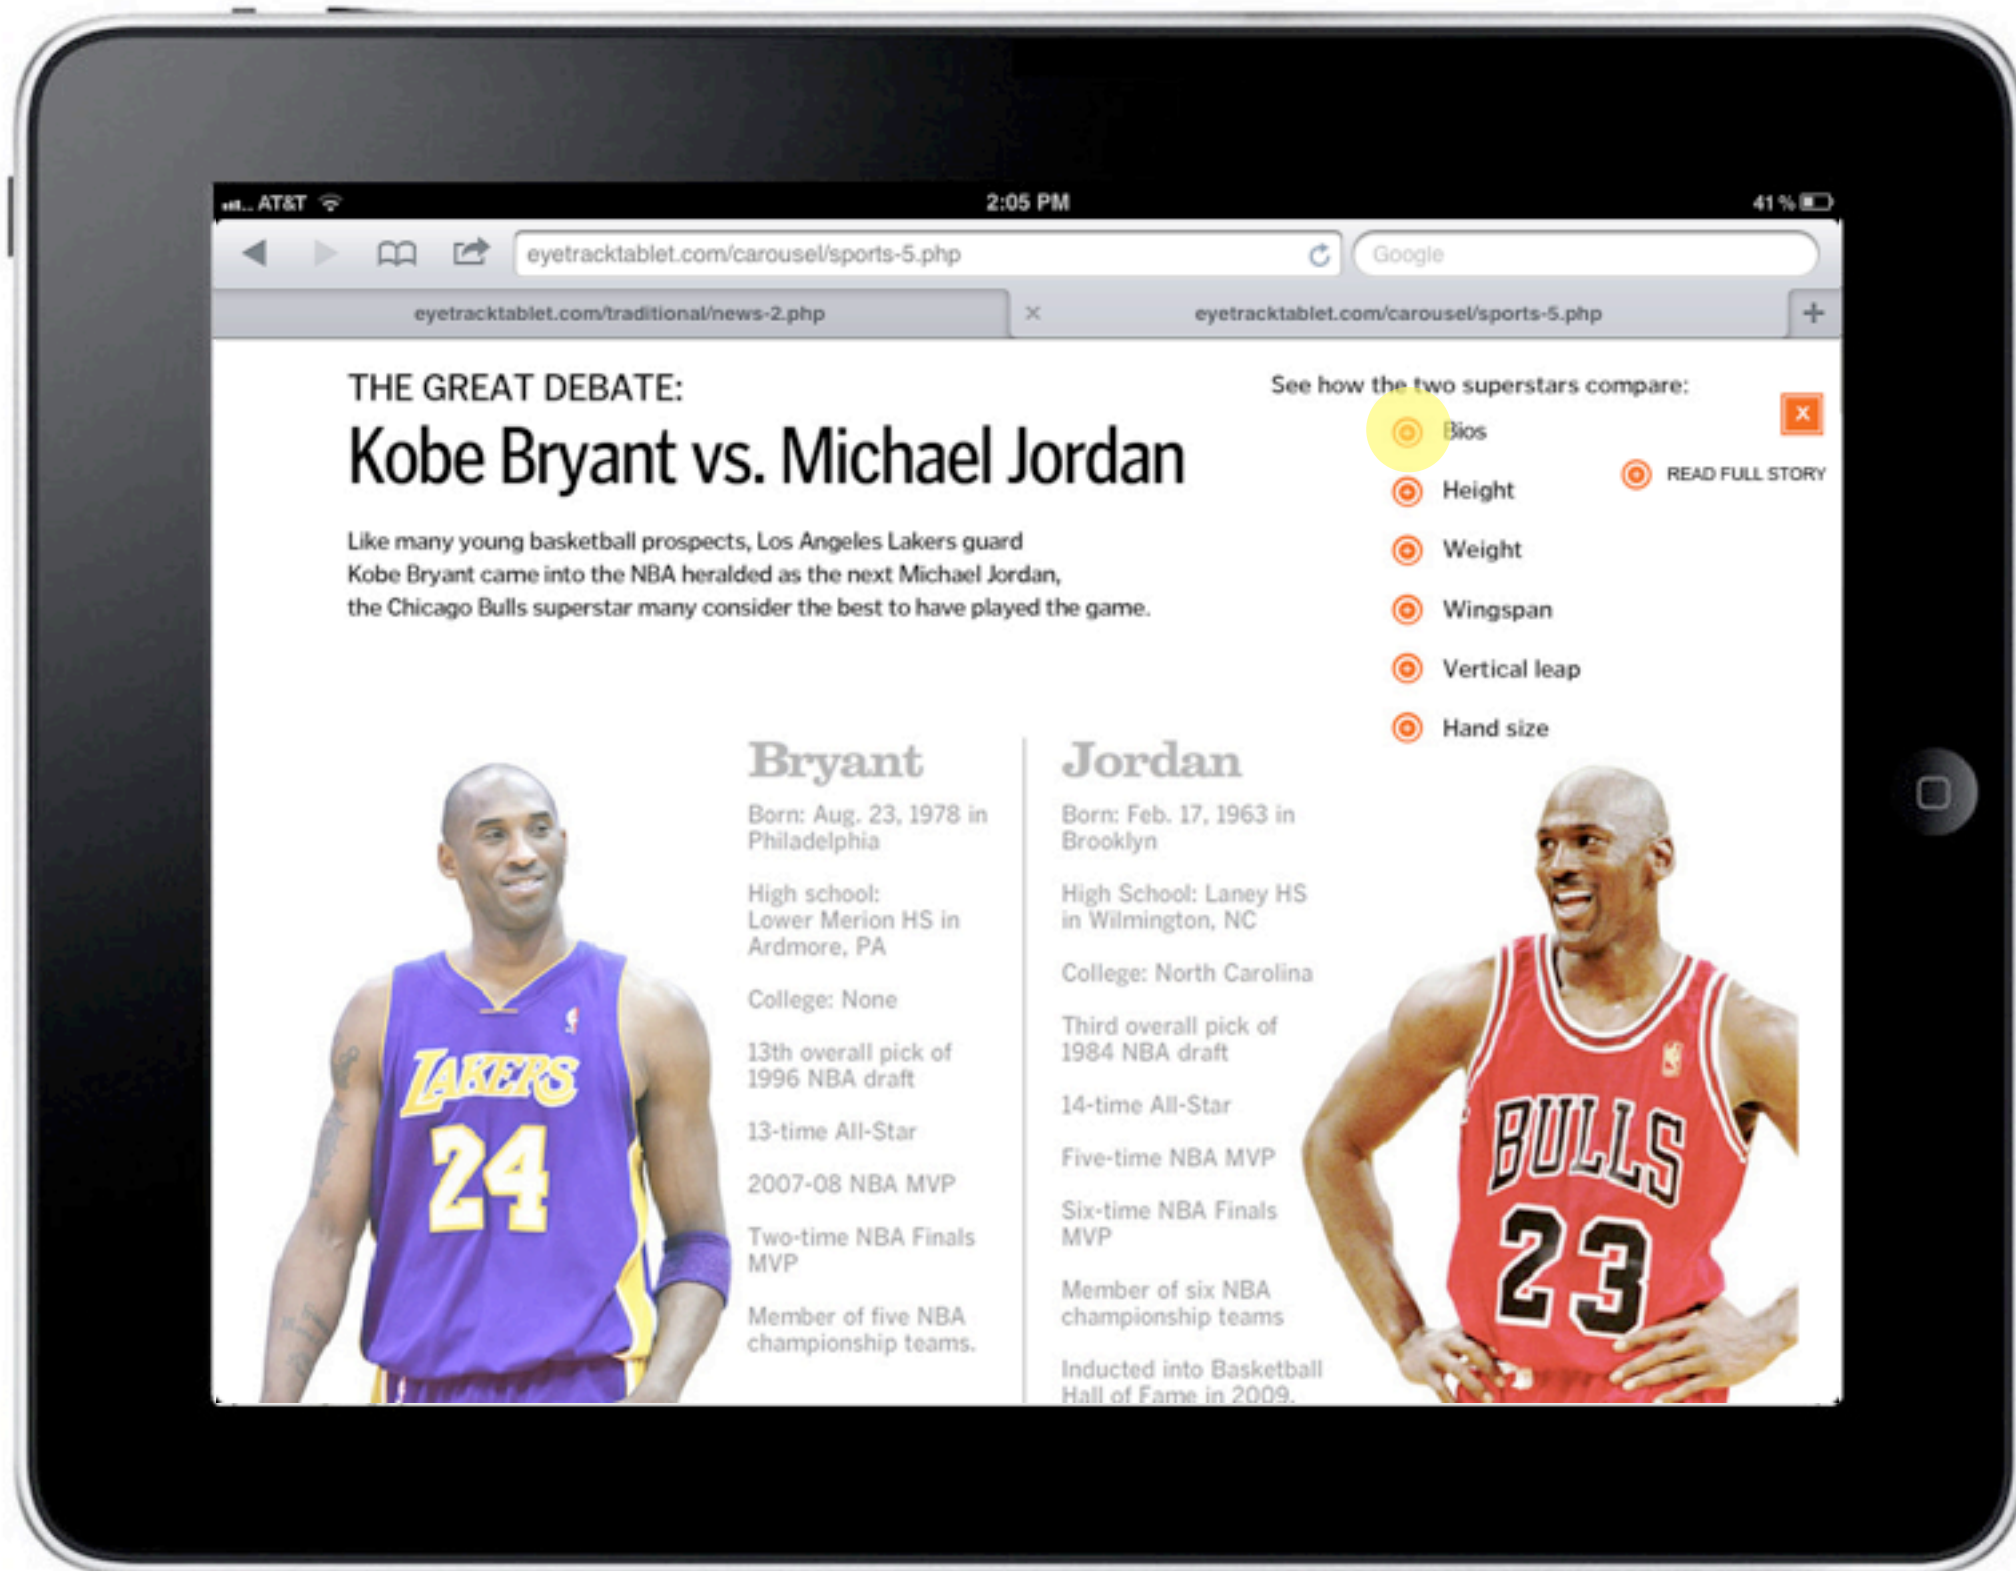 AT&T
2:05 PM
41%
eyetracktablet.com/carousel/sports-5.php
Google
eyetracktablet.com/traditional/news-2.php
eyetracktablet.com/carousel/sports-5.php
THE GREAT DEBATE:
Kobe Bryant vs. Michael Jordan
Like many young basketball prospects, Los Angeles Lakers guard
Kobe Bryant came into the NBA heralded as the next Michael Jordan,
the Chicago Bulls superstar many consider the best to have played the game.
See how the two superstars compare:
Bios
Height
Weight
Wingspan
Vertical leap
Hand size
X
READ FULL STORY
Bryant
Born: Aug. 23, 1978 in
Philadelphia
High school:
Lower Merion HS in
Ardmore, PA
College: None
13th overall pick of
1996 NBA draft
13-time All-Star
2007-08 NBA MVP
Two-time NBA Finals
MVP
Member of five NBA
championship teams.
Jordan
Born: Feb. 17, 1963 in
Brooklyn
High School: Laney HS
in Wilmington, NC
College: North Carolina
Third overall pick of
1984 NBA draft
14-time All-Star
Five-time NBA MVP
Six-time NBA Finals
MVP
Member of six NBA
championship teams
Inducted into Basketball
Hall of Fame in 2009.
LAKERS
24
BULLS
23